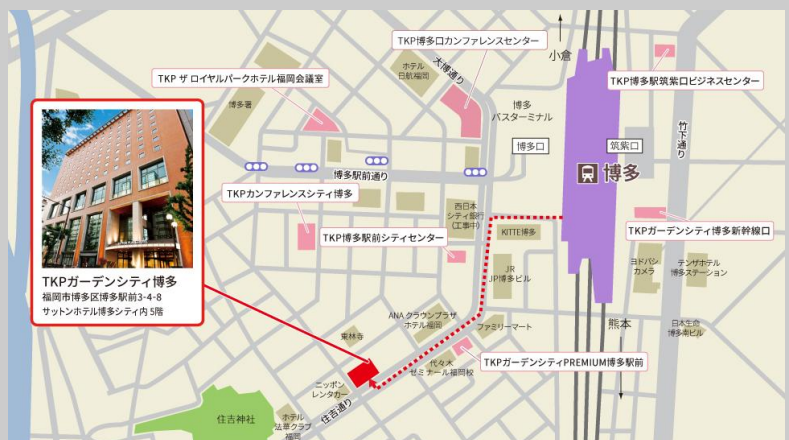 TKP博多口カンファレンスセンター
小倉
大博通り
ホテル
日航福岡
TKP ザ ロイヤルパークホテル福岡会議室
TKP博多駅筑紫口ビジネスセンター
博多署
博多
バスターミナル
竹下通り
博多口
筑紫口
博多駅前通り
博多
TKPカンファレンスシティ博多
西日本
シティ銀行
(工事中)
TKP博多駅前シティセンター
KITTE博多
TKPガーデンシティ博多新幹線口
JR
JP博多ビル
ヨドバシ
カメラ
テンザホテル
博多ステーション
TKPガーデンシティ博多
福岡市博多区博多駅前3-4-8
サットンホテル博多シティ内 5階
ANA クラウンプラザ
ホテル福岡
ファミリーマート
熊本
日本生命
博多南ビル
東林寺
代々木
ゼミナール福岡校
TKPガーデンシティPREMIUM博多駅前
ニッポン
レンタカー
住吉通り
住吉神社
ホテル
法華クラブ
福岡